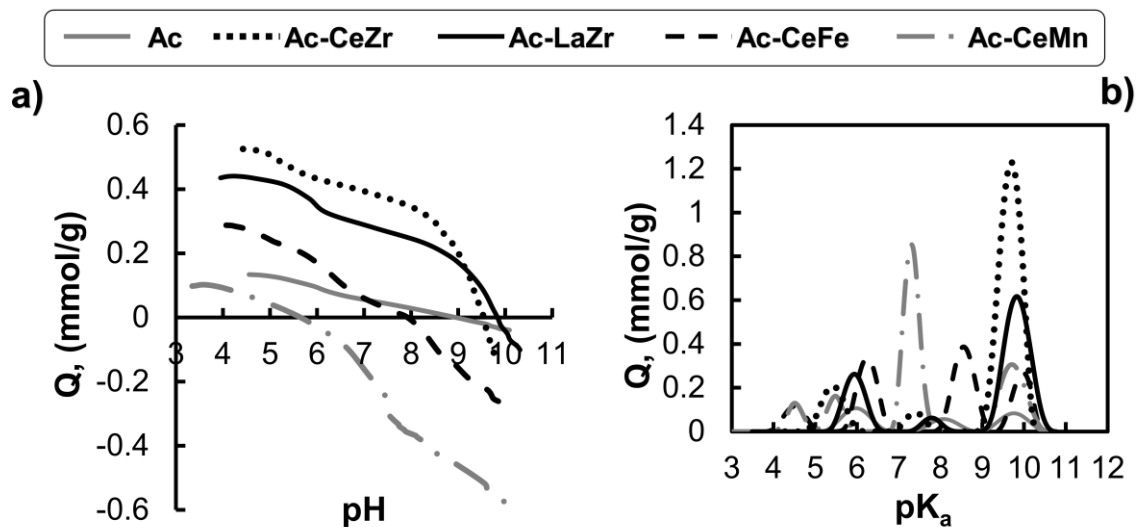 Ac Ac-CeZr Ac-LaZr Ac-CeFe Ac-CeMn
a)
0.6
0.4
0.2
0
-0.2
-0.4
-0.6
Q, (mmol/g)
3 4 5 6 7 8 9 10 11
pH
b)
1.4
1.2
1
0.8
0.6
0.4
0.2
0
Q, (mmol/g)
3 4 5 6 7 8 9 10 11 12
pKₐ